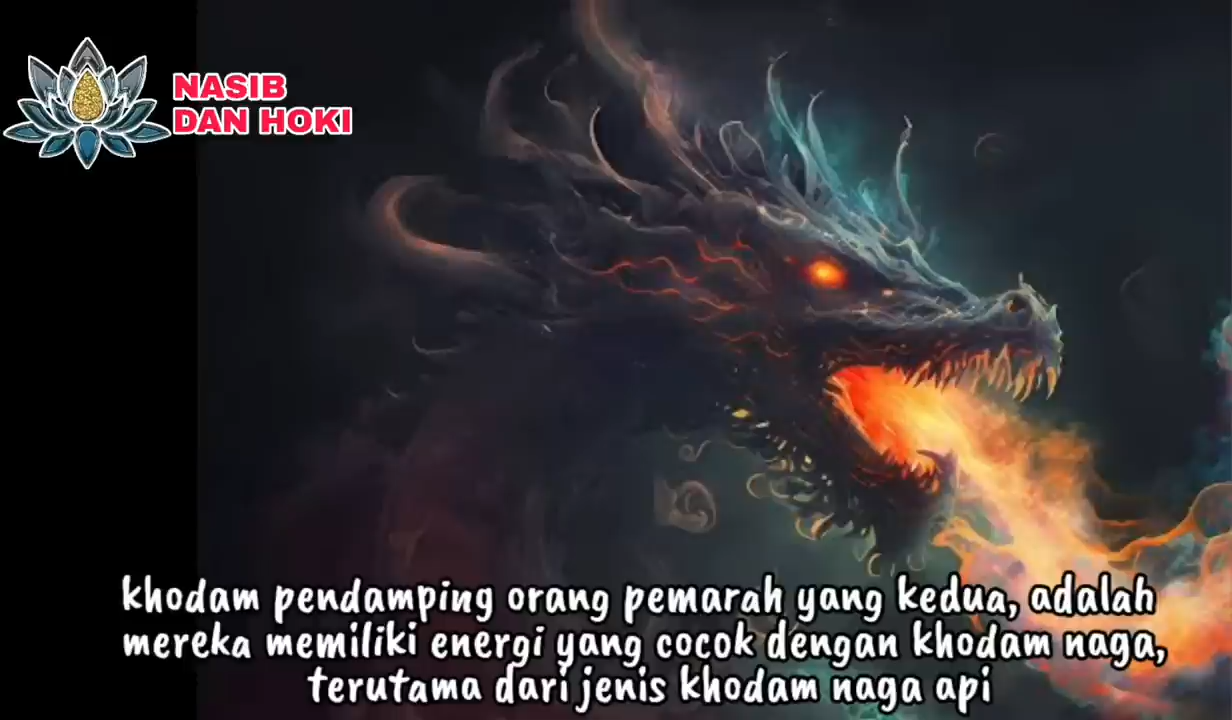 NASIB
DAN HOKI
khodam pendamping orang pemarah yang kedua, adalah
mereka memiliki energi yang cocok dengan khodam naga,
terutama dari jenis khodam naga api